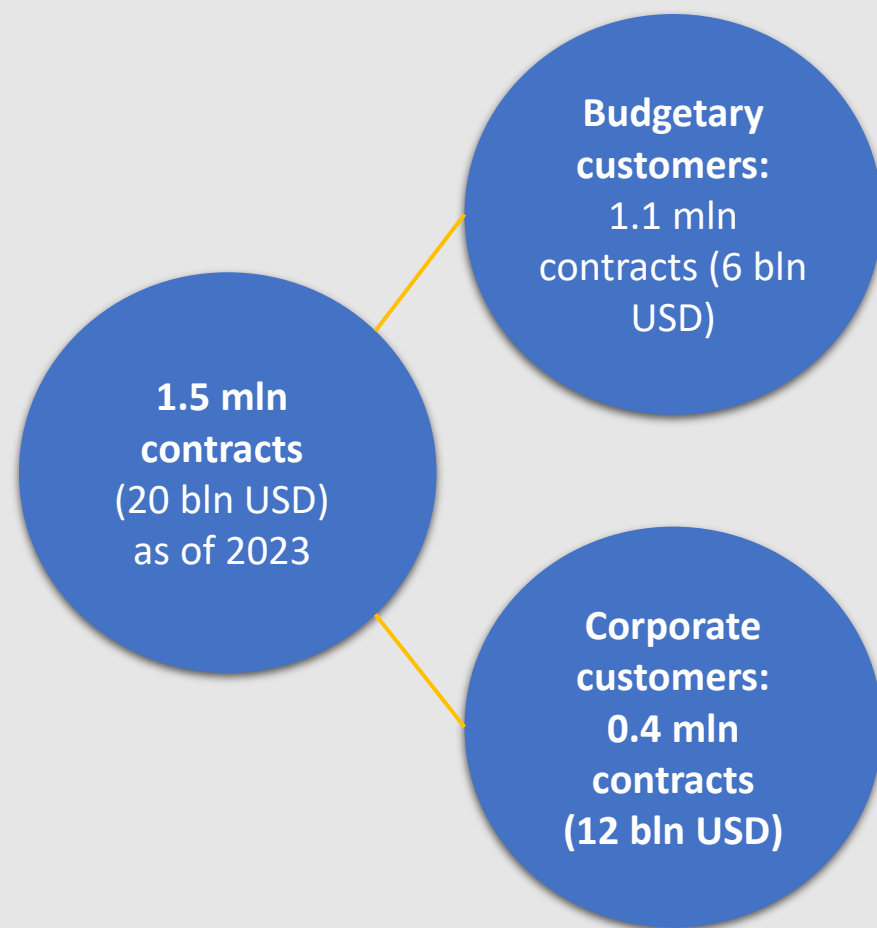 Budgetary
customers:
1.1 mln
contracts (6 bln
USD)
1.5 mln
contracts
(20 bln USD)
as of 2023
Corporate
customers:
0.4 mln
contracts
(12 bln USD)